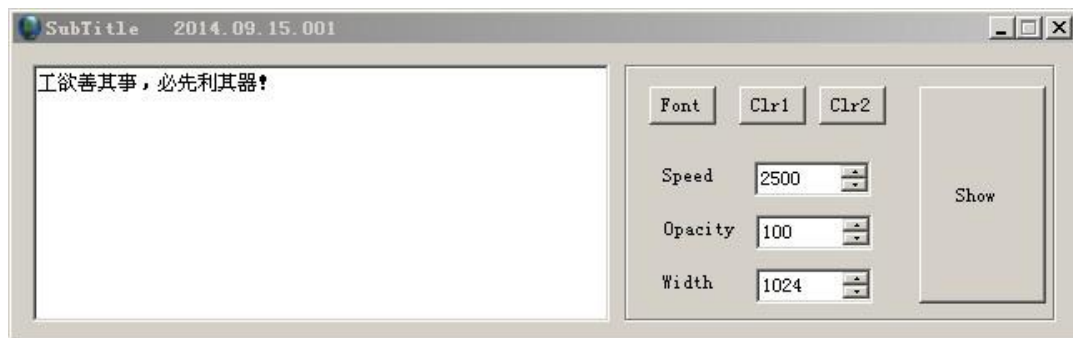 SubTitle 2014.09.15.001
工欲善其事，必先利其器！
Font Clr1 Clr2
Speed 2500
Show
Opacity 100
Width 1024